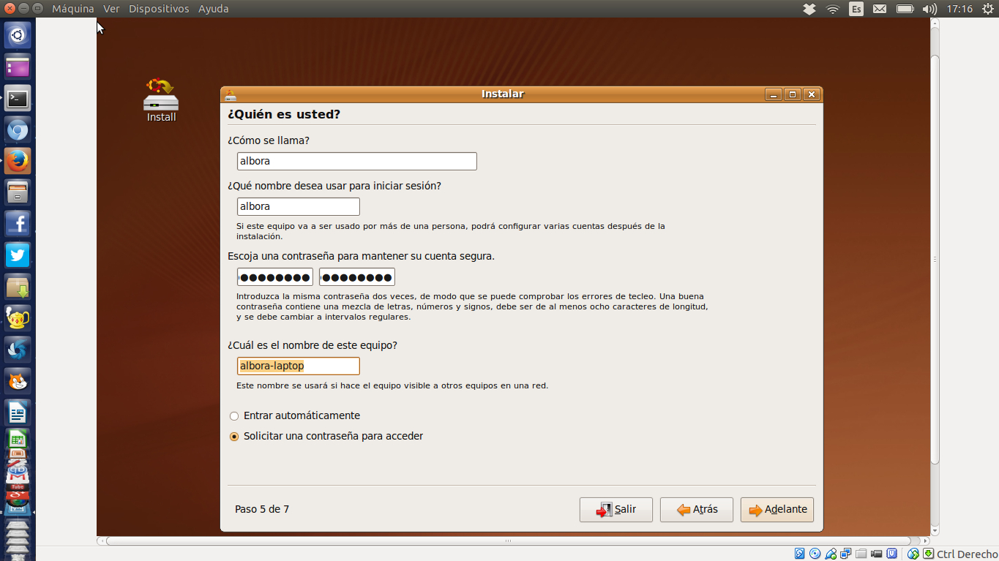 Máquina Ver Dispositivos Ayuda
Es
17:16
Install
Instalar
¿Quién es usted?
¿Cómo se llama?
albora
¿Qué nombre desea usar para iniciar sesión?
albora
Si este equipo va a ser usado por más de una persona, podrá configurar varias cuentas después de la
instalación.
Escoja una contraseña para mantener su cuenta segura.
Introduzca la misma contraseña dos veces, de modo que se puede comprobar los errores de tecleo. Una buena
contraseña contiene una mezcla de letras, números y signos, debe ser de al menos ocho caracteres de longitud,
y se debe cambiar a intervalos regulares.
¿Cuál es el nombre de este equipo?
albora-laptop
Este nombre se usará si hace el equipo visible a otros equipos en una red.
Entrar automáticamente
Solicitar una contraseña para acceder
Paso 5 de 7
Salir
Atrás
Adelante
Tube
Ctrl Derecho